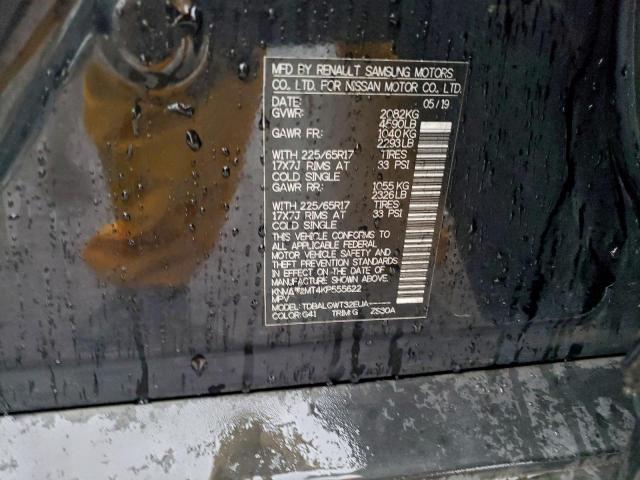 MFD BY RENAULT SAMSUNG MOTORS
CO., LTD. FOR NISSAN MOTOR CO., LTD.
DATE: 05/19
GVWR: 2082KG
4590LB
GAWR FR: 1040 KG
2293LB
WITH 225/65R17 TIRES
17X7J RIMS AT 33 PSI
COLD SINGLE
GAWR RR: 1055 KG
2326LB
WITH 225/65R17 TIRES
17X7J RIMS AT 33 PSI
COLD SINGLE
THIS VEHICLE CONFORMS TO
ALL APPLICABLE FEDERAL
MOTOR VEHICLE SAFETY AND
THEFT PREVENTION STANDARDS
IN EFFECT ON THE DATE OF
MANUFACTURE SHOWN ABOVE.
MPV
MODEL:
COLOR:G41 TRIM:G ZS30A